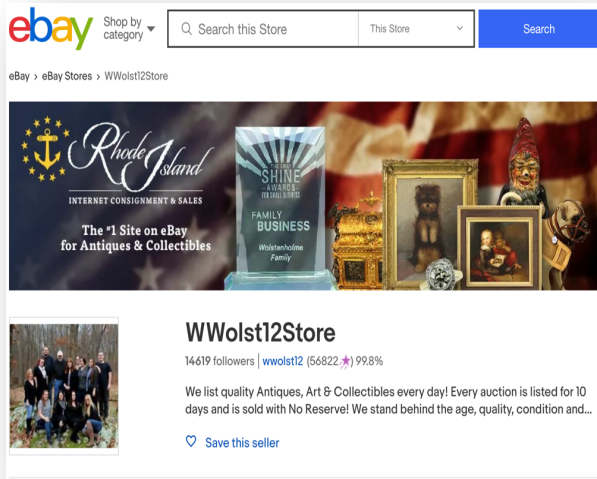 ebay
Shop by
category
Search this Store
This Store
Search
eBay > eBay Stores > WWolst12Store
Rhode Island
INTERNET CONSIGNMENT & SALES
The #1 Site on eBay
for Antiques & Collectibles
SHINE
AWARDS
FOR SMALL BUSINESS
FAMILY
BUSINESS
Wolstenholme
Family
WWolst12Store
14619 followers | wwolst12 (56822) 99.8%
We list quality Antiques, Art & Collectibles every day! Every auction is listed for 10
days and is sold with No Reserve! We stand behind the age, quality, condition and...
Save this seller